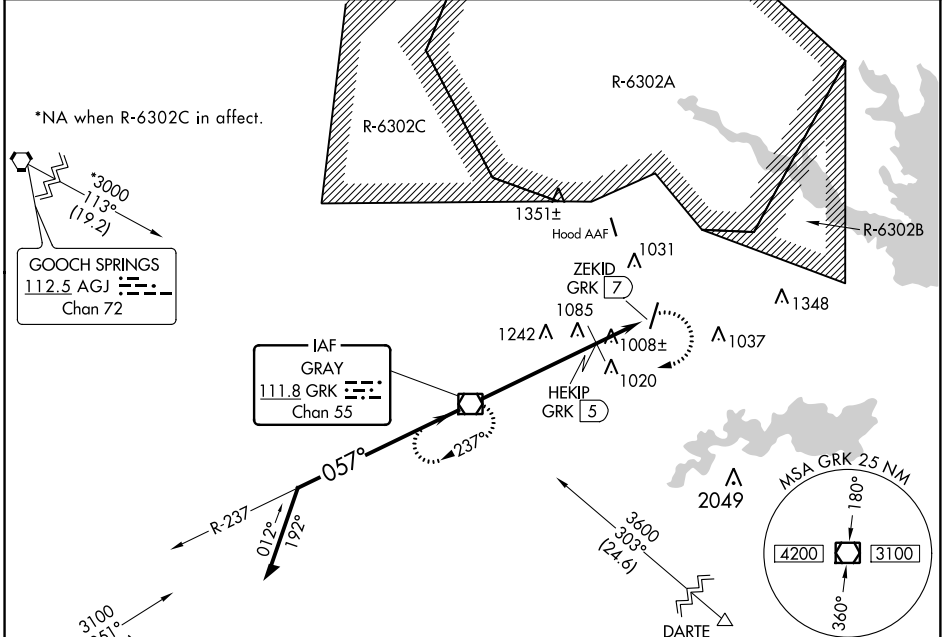 *NA when R-6302C in affect.
R-6302C
R-6302A
R-6302B
*3000
113°
(19.2)
GOOCH SPRINGS
112.5 AGJ
Chan 72
1351±
Hood AAF
1031
ZEKID
GRK 7
1085
1242
1008±
1020
1037
1348
HEKIP
GRK 5
IAF
GRAY
111.8 GRK
Chan 55
057°
237°
R-237
012°
192°
2049
3600
303°
(24.6)
DARTE
MSA GRK 25 NM
180°
4200
3100
360°
3100